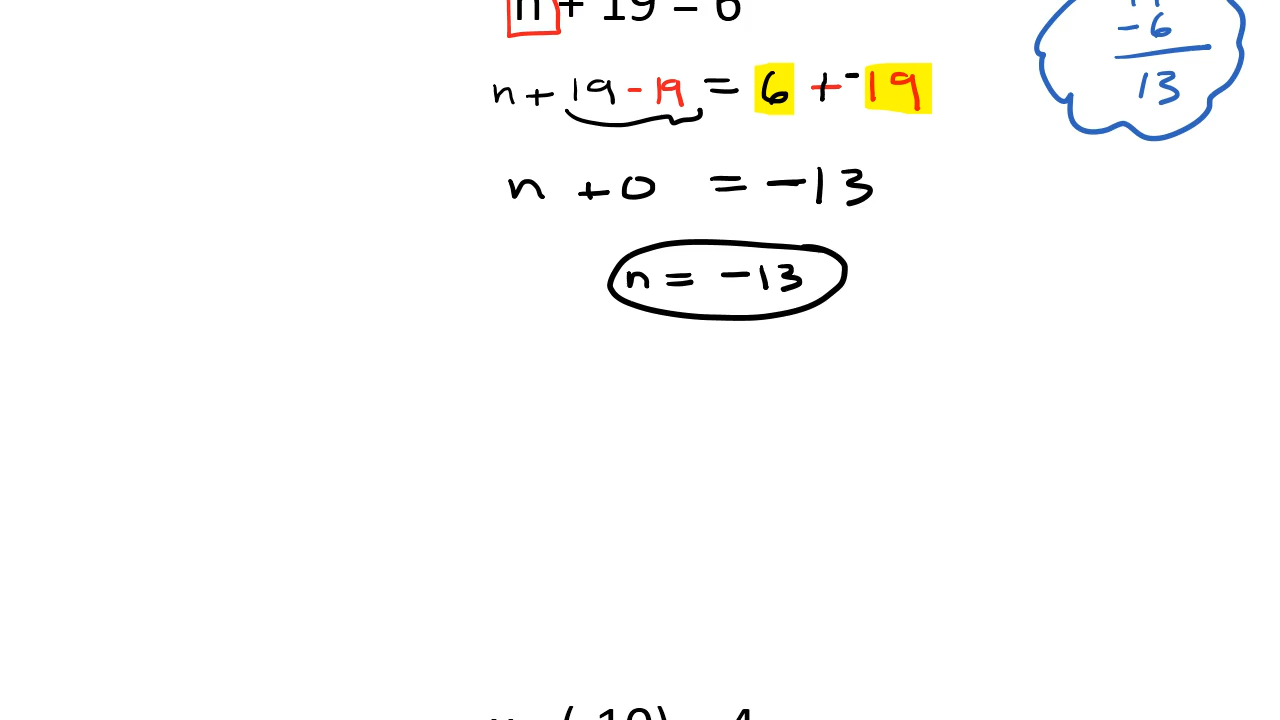 n + 19 = 6
n + 19 - 19 = 6 + -19
n + 0 = -13
n = -13
- 6
13